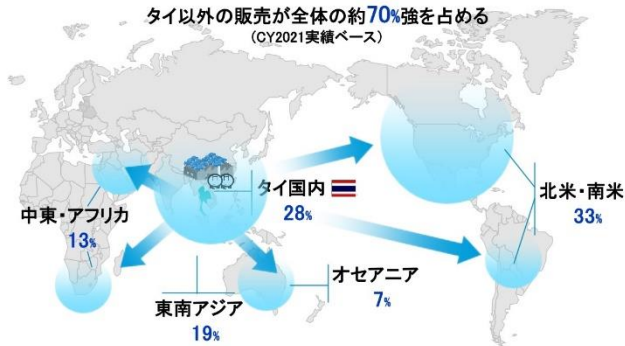 タイ以外の販売が全体の約70%強を占める
(CY2021実績ベース)
タイ国内
28%
北米・南米
33%
中東・アフリカ
13%
オセアニア
7%
東南アジア
19%